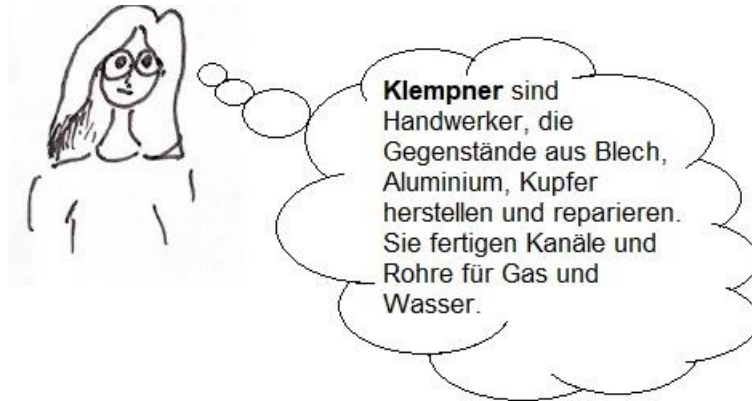 Klempner sind
Handwerker, die
Gegenstände aus Blech,
Aluminium, Kupfer
herstellen und reparieren.
Sie fertigen Kanäle und
Rohre für Gas und
Wasser.